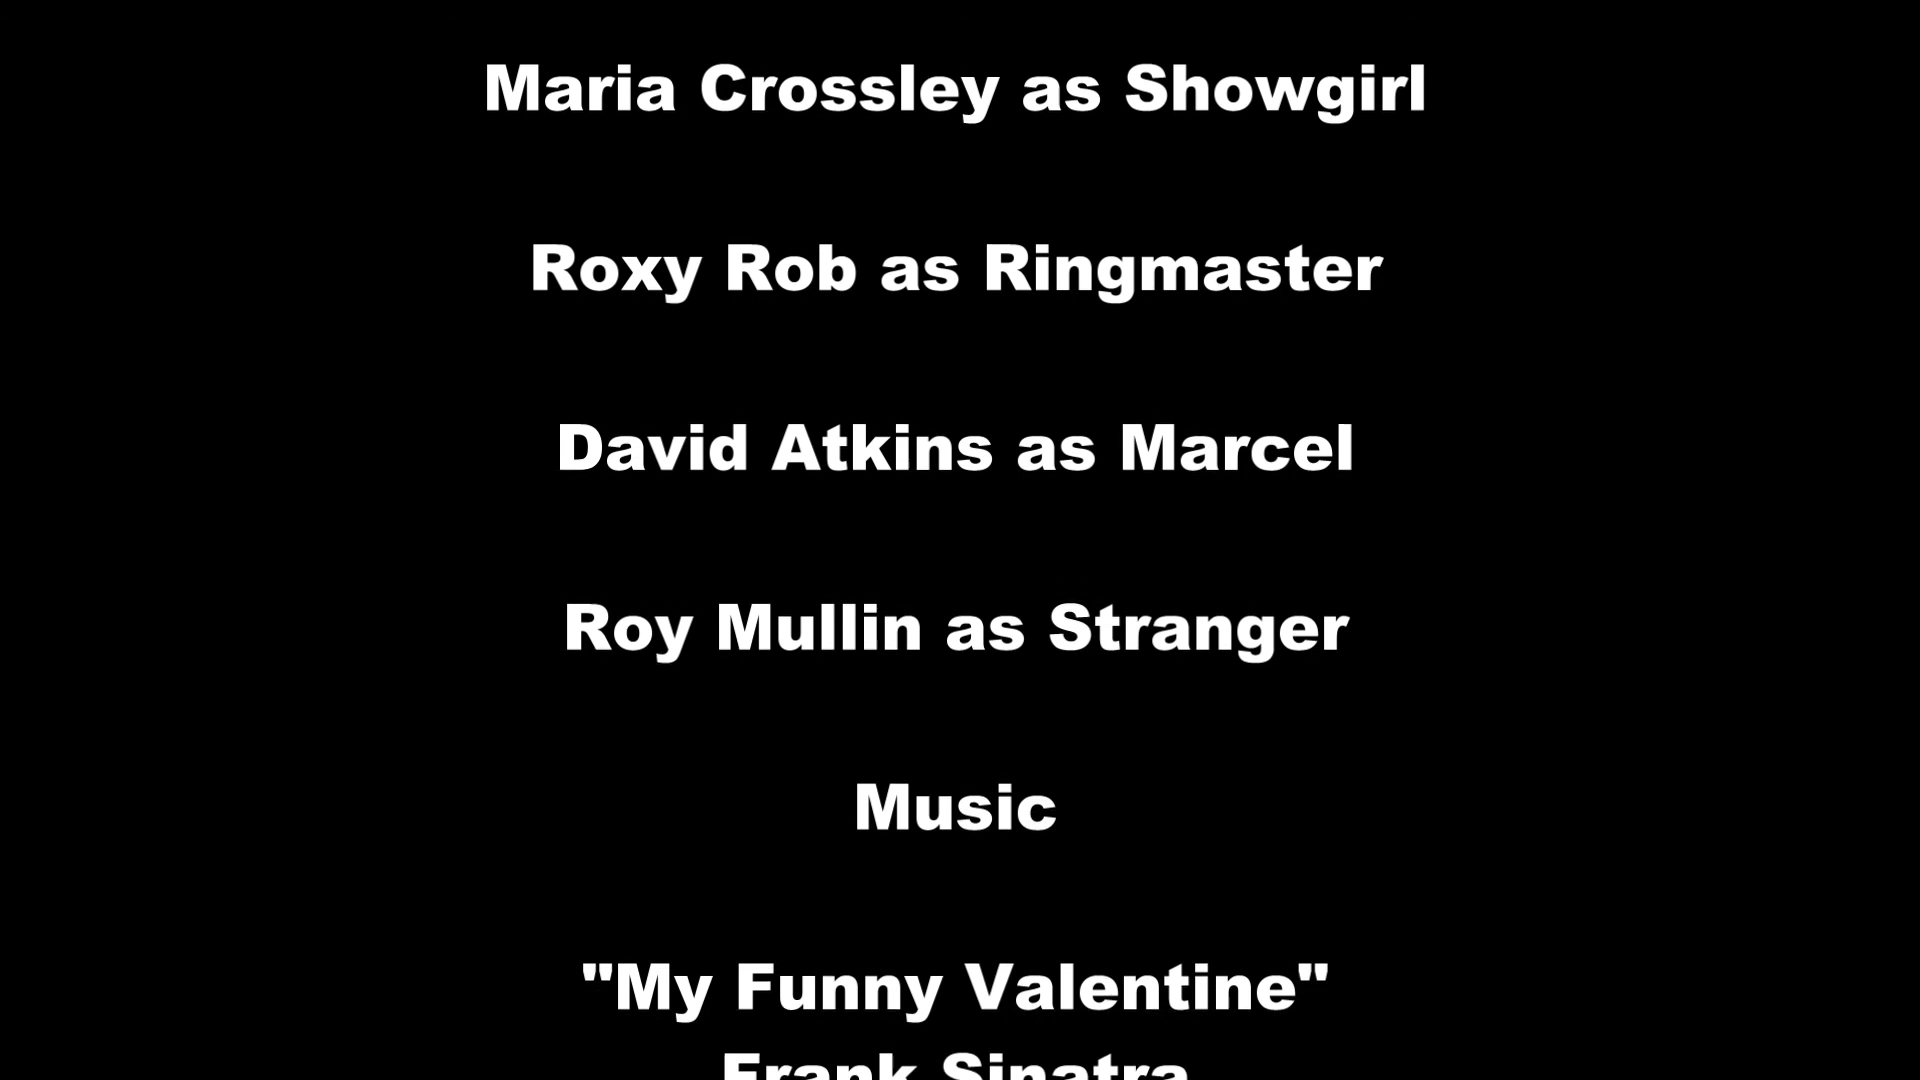 Maria Crossley as Showgirl
Roxy Rob as Ringmaster
David Atkins as Marcel
Roy Mullin as Stranger
Music
"My Funny Valentine"
Frank Sinatra